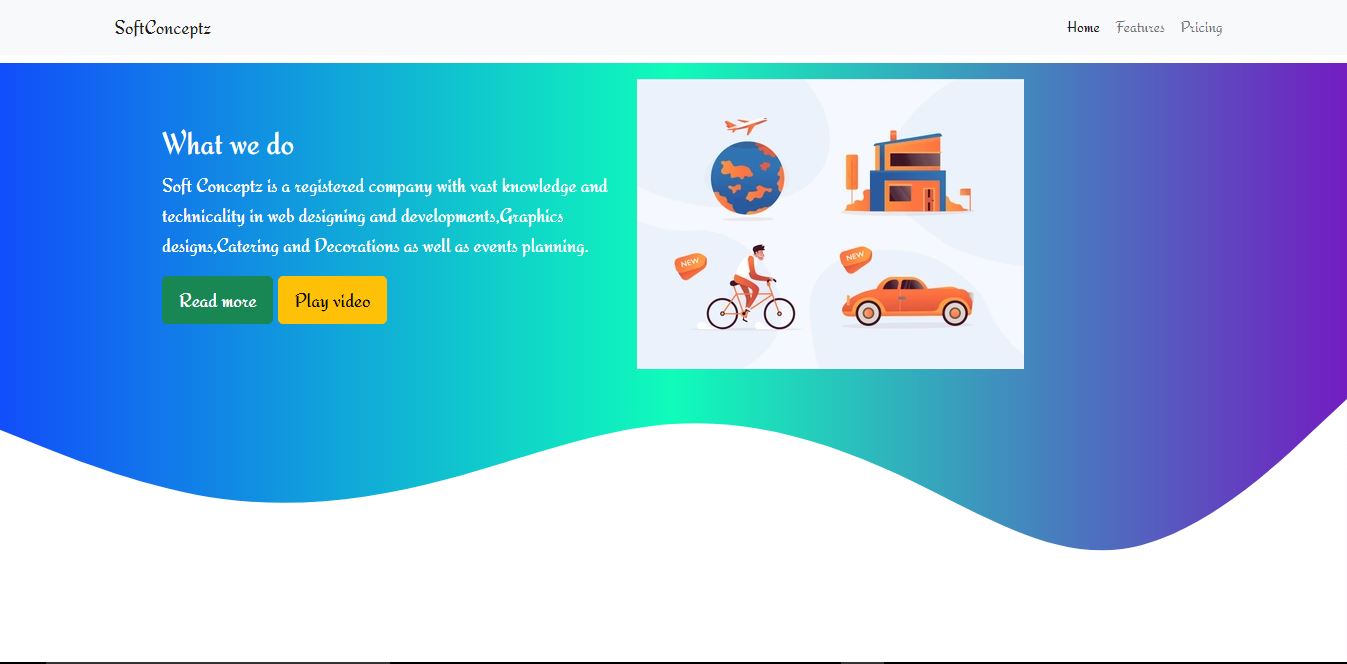 SoftConceptz
Home Features Pricing
What we do
Soft Conceptz is a registered company with vast knowledge and
technicality in web designing and developments,Graphics
designs,Catering and Decorations as well as events planning.
Read more Play video
NEW
NEW